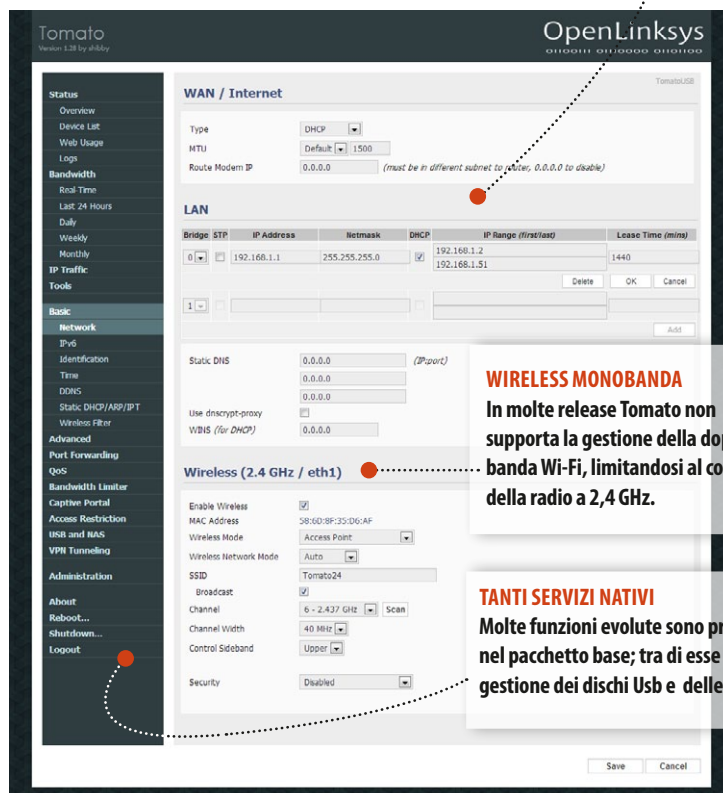 Tomato
Version 1.28 by shibby
OpenLinksys
TomatoUSB
Status
Overview
Device List
Web Usage
Logs
Bandwidth
Real-Time
Last 24 Hours
Daily
Weekly
Monthly
IP Traffic
Tools
Basic
Network
IPv6
Identification
Time
DDNS
Static DHCP/ARP/IPT
Wireless Filter
Advanced
Port Forwarding
QoS
Bandwidth Limiter
Captive Portal
Access Restriction
USB and NAS
VPN Tunneling
Administration
About
Reboot...
Shutdown...
Logout
WAN / Internet
Type DHCP
MTU Default 1500
Route Modem IP 0.0.0.0 (must be in different subnet to router, 0.0.0.0 to disable)
LAN
Bridge STP IP Address Netmask DHCP IP Range (first/last) Lease Time (mins)
0 192.168.1.1 255.255.255.0 192.168.1.2 1440
192.168.1.51
Delete OK Cancel
1
Add
Static DNS 0.0.0.0 (IP:port)
0.0.0.0
0.0.0.0
Use dnscrypt-proxy
WINS (for DHCP) 0.0.0.0
Wireless (2.4 GHz / eth1)
Enable Wireless
MAC Address 58:6D:8F:35:D6:AF
Wireless Mode Access Point
Wireless Network Mode Auto
SSID Tomato24
Broadcast
Channel 6 - 2.437 GHz Scan
Channel Width 40 MHz
Control Sideband Upper
Security Disabled
Save Cancel
WIRELESS MONOBANDA
In molte release Tomato non
supporta la gestione della dop
banda Wi-Fi, limitandosi al co
della radio a 2,4 GHz.
TANTI SERVIZI NATIVI
Molte funzioni evolute sono pr
nel pacchetto base; tra di esse
gestione dei dischi Usb e delle